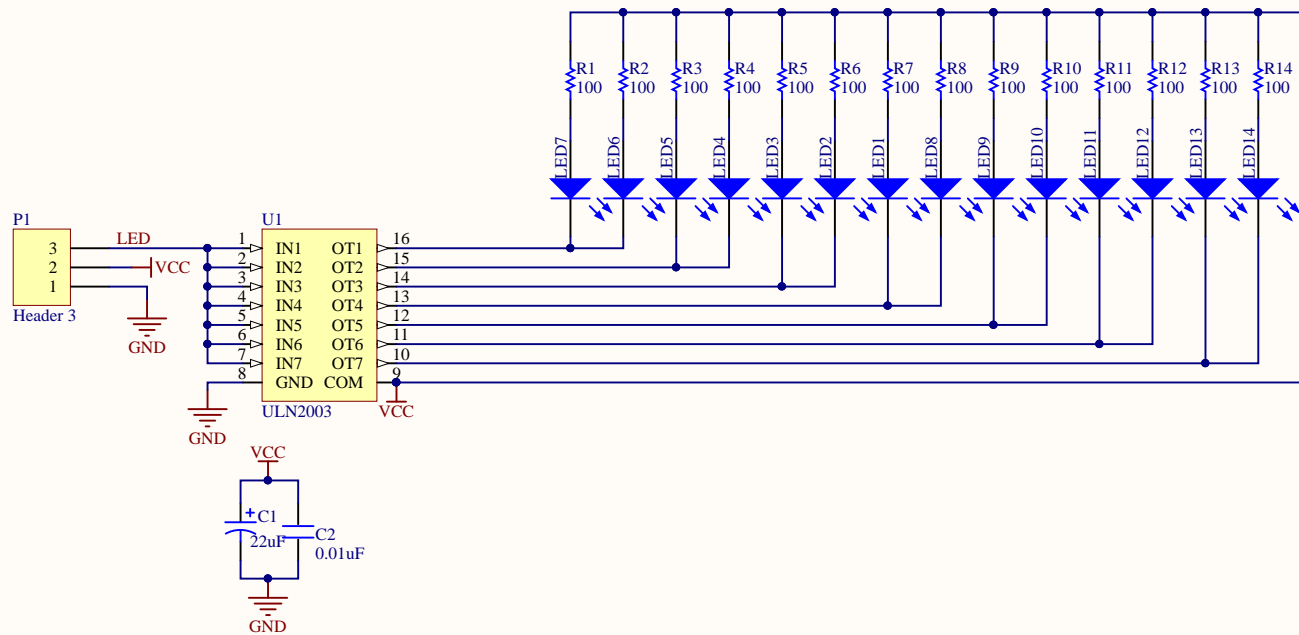 R1 R2 R3 R4 R5 R6 R7 R8 R9 R10 R11 R12 R13 R14
100 100 100 100 100 100 100 100 100 100 100 100 100 100
LED7 LED6 LED5 LED4 LED3 LED2 LED1 LED8 LED9 LED10 LED11 LED12 LED13 LED14
P1
3 LED
2 VCC
1
Header 3
GND
U1
1 IN1 OT1 16
2 IN2 OT2 15
3 IN3 OT3 14
4 IN4 OT4 13
5 IN5 OT5 12
6 IN6 OT6 11
7 IN7 OT7 10
8 GND COM 9
ULN2003
VCC
GND
VCC
+ C1
22uF
C2
0.01uF
GND